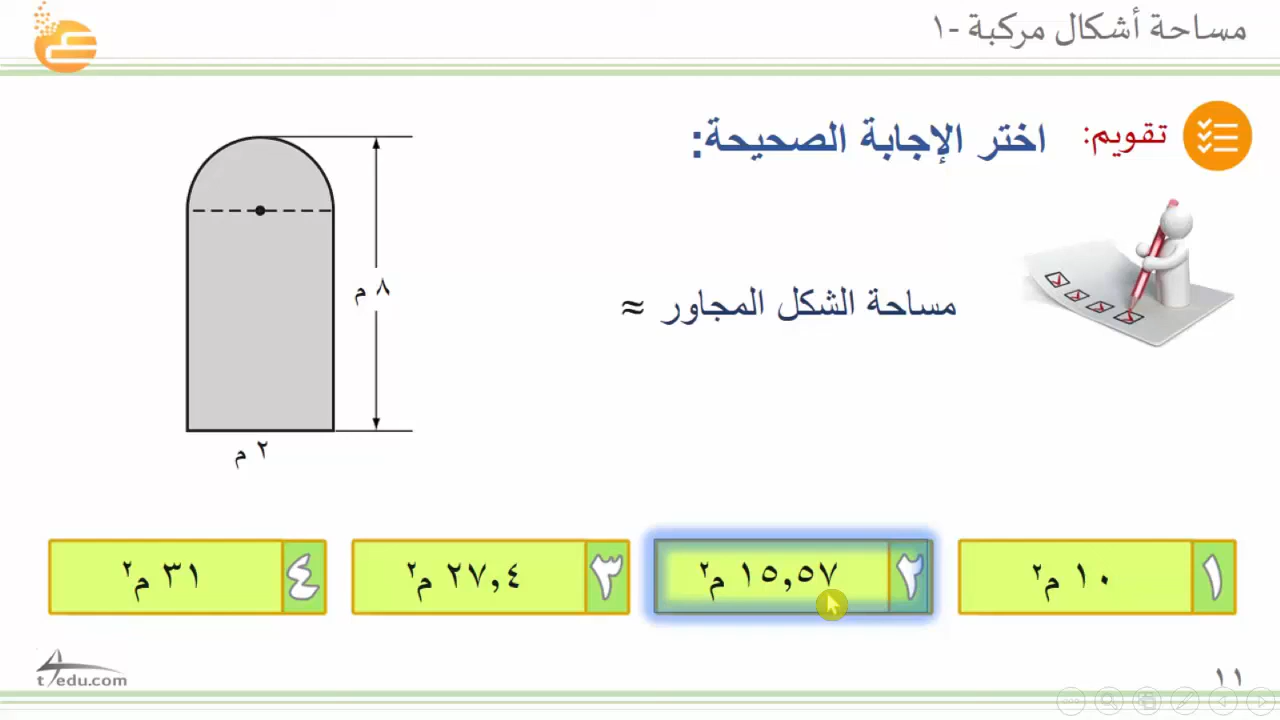 مساحة أشكال مركبة -١
تقويم: اختر الإجابة الصحيحة:
٨ م
مساحة الشكل المجاور ≈
٢ م
١ ١٠ م٢
٢ ١٥,٥٧ م٢
٣ ٢٧,٤ م٢
٤ ٣١ م٢
t4edu.com
١١